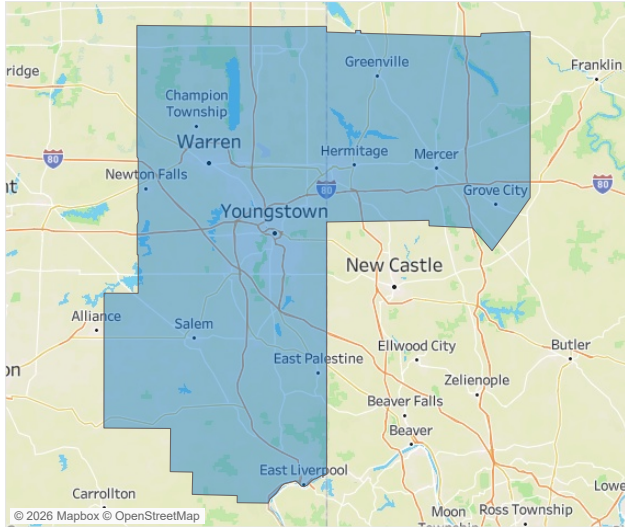 Greenville
Franklin
ridge
Champion
Township
80
Warren
Hermitage
Mercer
Newton Falls
80
80
nt
Grove City
Youngstown
New Castle
Alliance
Salem
Ellwood City
Butler
East Palestine
on
Zelienople
Beaver Falls
Beaver
East Liverpool
Carrollton
Lowe
Moon
Township
Ross Township
© 2026 Mapbox © OpenStreetMap